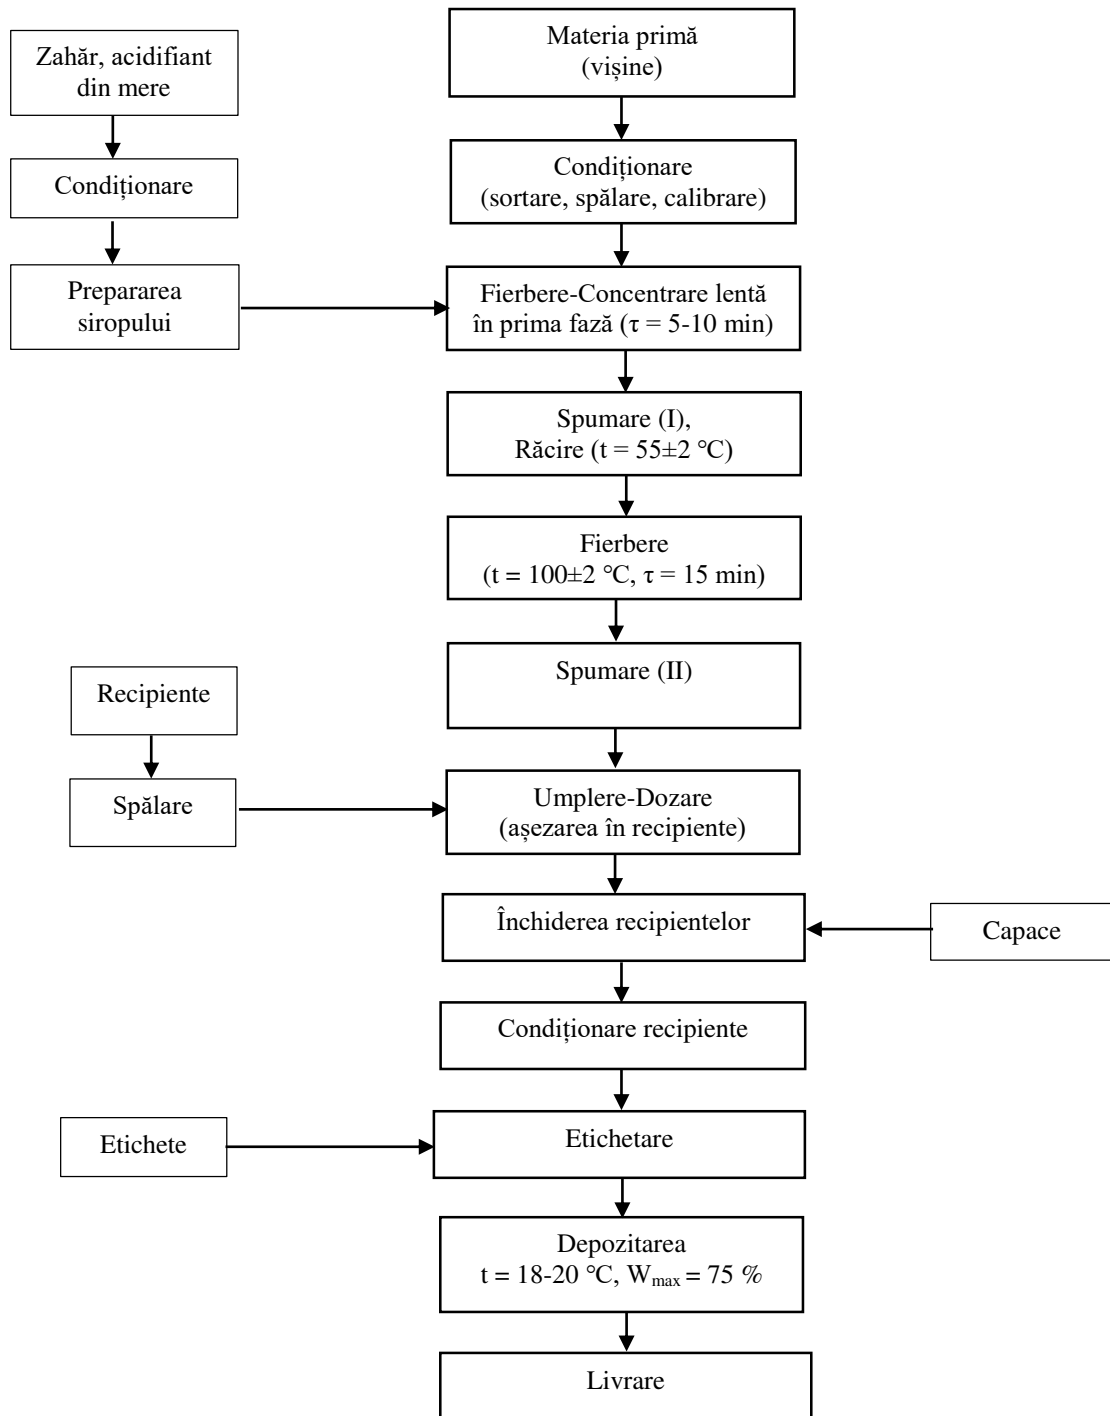 Zahăr, acidifiant
din mere
Materia primă
(vișine)
Condiționare
Condiționare
(sortare, spălare, calibrare)
Prepararea
siropului
Fierbere-Concentrare lentă
în prima fază (τ = 5-10 min)
Spumare (I),
Răcire (t = 55±2 °C)
Fierbere
(t = 100±2 °C, τ = 15 min)
Spumare (II)
Recipiente
Spălare
Umplere-Dozare
(așezarea în recipiente)
Închiderea recipientelor
Capace
Condiționare recipiente
Etichete
Etichetare
Depozitarea
t = 18-20 °C, Wmax = 75 %
Livrare